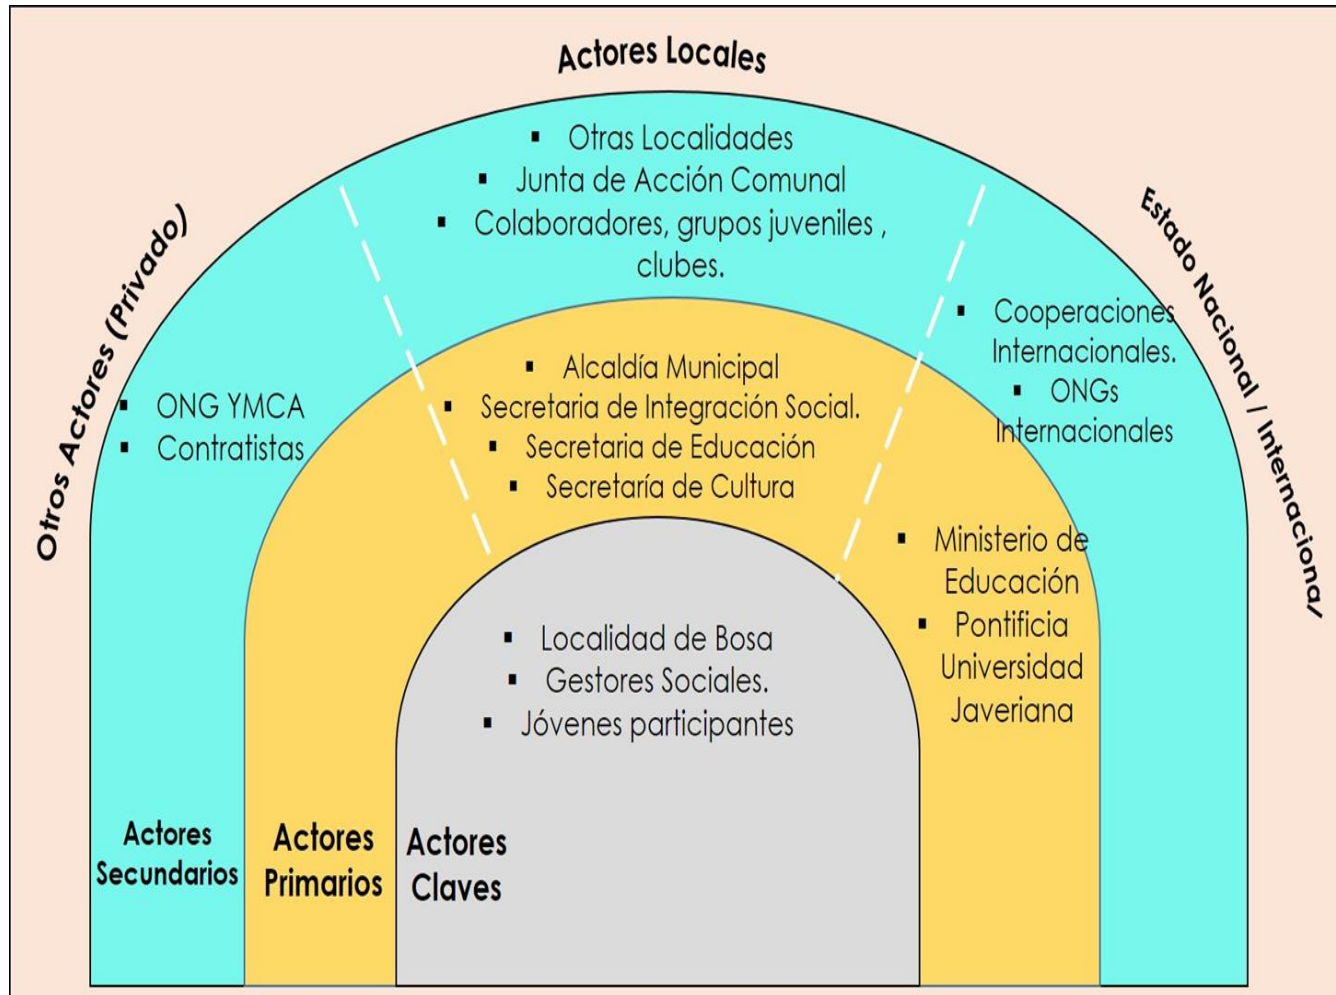 Actores Locales
Otros Actores (Privado)
Estado Nacional / Internacional
▪ Otras Localidades
▪ Junta de Acción Comunal
▪ Colaboradores, grupos juveniles ,
clubes.
▪ ONG YMCA
▪ Contratistas
▪ Cooperaciones
Internacionales.
▪ ONGs
Internacionales
▪ Alcaldía Municipal
▪ Secretaria de Integración Social.
▪ Secretaria de Educación
▪ Secretaría de Cultura
▪ Ministerio de
Educación
▪ Pontificia
Universidad
Javeriana
▪ Localidad de Bosa
▪ Gestores Sociales.
▪ Jóvenes participantes
Actores
Secundarios
Actores
Primarios
Actores
Claves